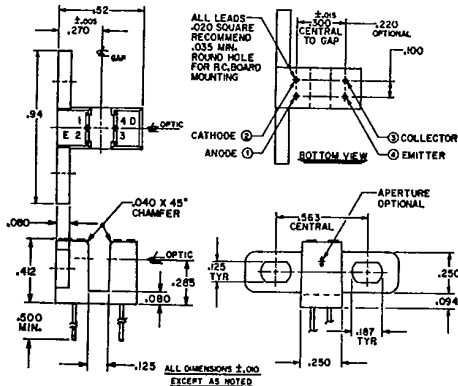 .52
±.005
.270
GAP
.94
1
4 D
E 2
3
OPTIC
ALL LEADS
.020 SQUARE
RECOMMEND
.035 MIN.
ROUND HOLE
FOR P.C. BOARD
MOUNTING
±.015
.300
CENTRAL
TO GAP
.220
OPTIONAL
.100
CATHODE ②
ANODE ①
③ COLLECTOR
④ EMITTER
BOTTOM VIEW
.040 X 45°
CHAMFER
.080
OPTIC
.412
.285
.080
.500
MIN.
.125
APERTURE
OPTIONAL
.563
CENTRAL
.125
TYR
.250
.094
.187
TYR
.250
ALL DIMENSIONS ±.010
EXCEPT AS NOTED